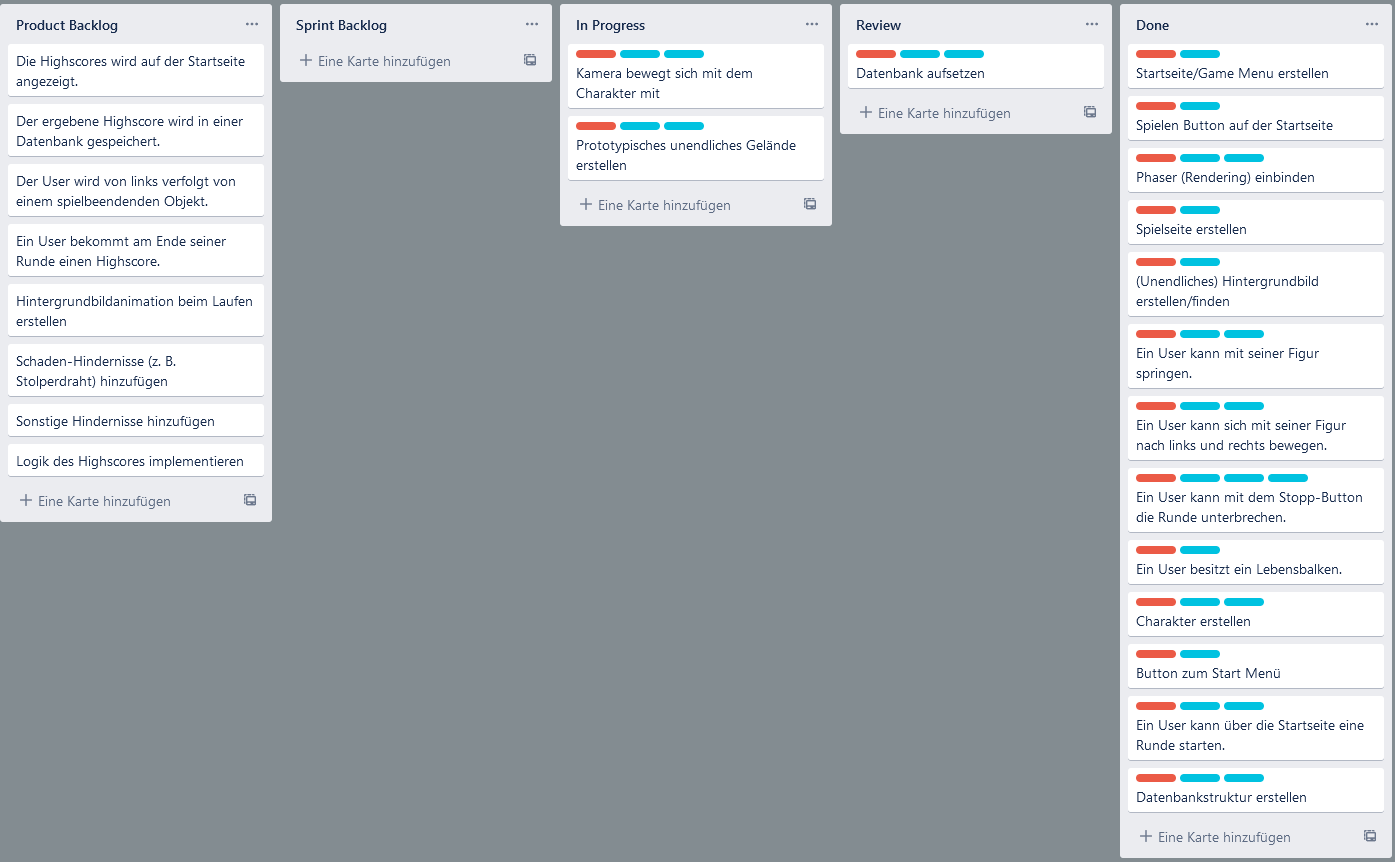 Product Backlog
Die Highscores wird auf der Startseite
angezeigt.
Der ergebene Highscore wird in einer
Datenbank gespeichert.
Der User wird von links verfolgt von
einem spielbeendenden Objekt.
Ein User bekommt am Ende seiner
Runde einen Highscore.
Hintergrundbildanimation beim Laufen
erstellen
Schaden-Hindernisse (z. B.
Stolperdraht) hinzufügen
Sonstige Hindernisse hinzufügen
Logik des Highscores implementieren
Eine Karte hinzufügen
Sprint Backlog
Eine Karte hinzufügen
In Progress
Kamera bewegt sich mit dem
Charakter mit
Prototypisches unendliches Gelände
erstellen
Eine Karte hinzufügen
Review
Datenbank aufsetzen
Eine Karte hinzufügen
Done
Startseite/Game Menu erstellen
Spielen Button auf der Startseite
Phaser (Rendering) einbinden
Spielseite erstellen
(Unendliches) Hintergrundbild
erstellen/finden
Ein User kann mit seiner Figur
springen.
Ein User kann sich mit seiner Figur
nach links und rechts bewegen.
Ein User kann mit dem Stopp-Button
die Runde unterbrechen.
Ein User besitzt ein Lebensbalken.
Charakter erstellen
Button zum Start Menü
Ein User kann über die Startseite eine
Runde starten.
Datenbankstruktur erstellen
Eine Karte hinzufügen